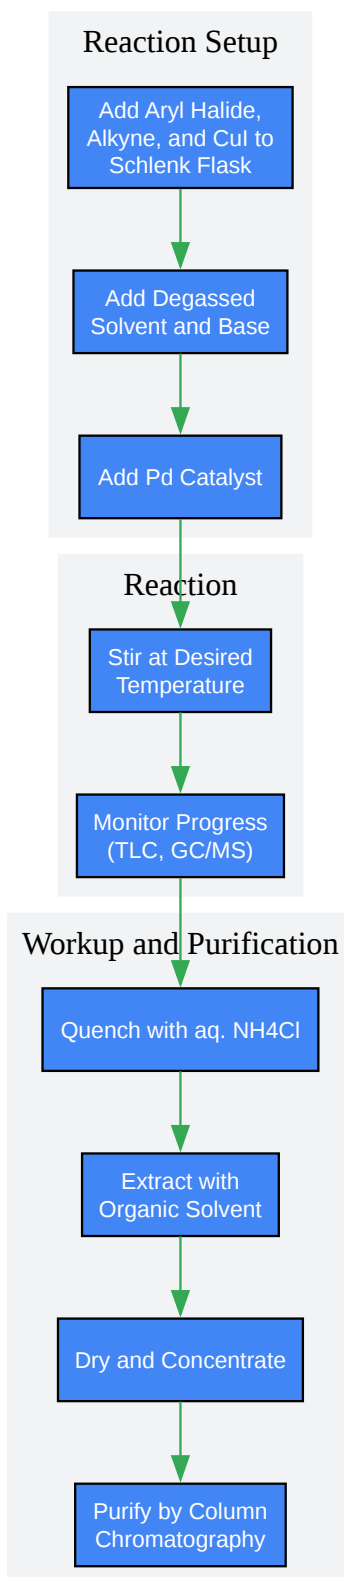 Reaction Setup
Add Aryl Halide,
Alkyne, and CuI to
Schlenk Flask
Add Degassed
Solvent and Base
Add Pd Catalyst
Reaction
Stir at Desired
Temperature
Monitor Progress
(TLC, GC/MS)
Workup and Purification
Quench with aq. NH4Cl
Extract with
Organic Solvent
Dry and Concentrate
Purify by Column
Chromatography